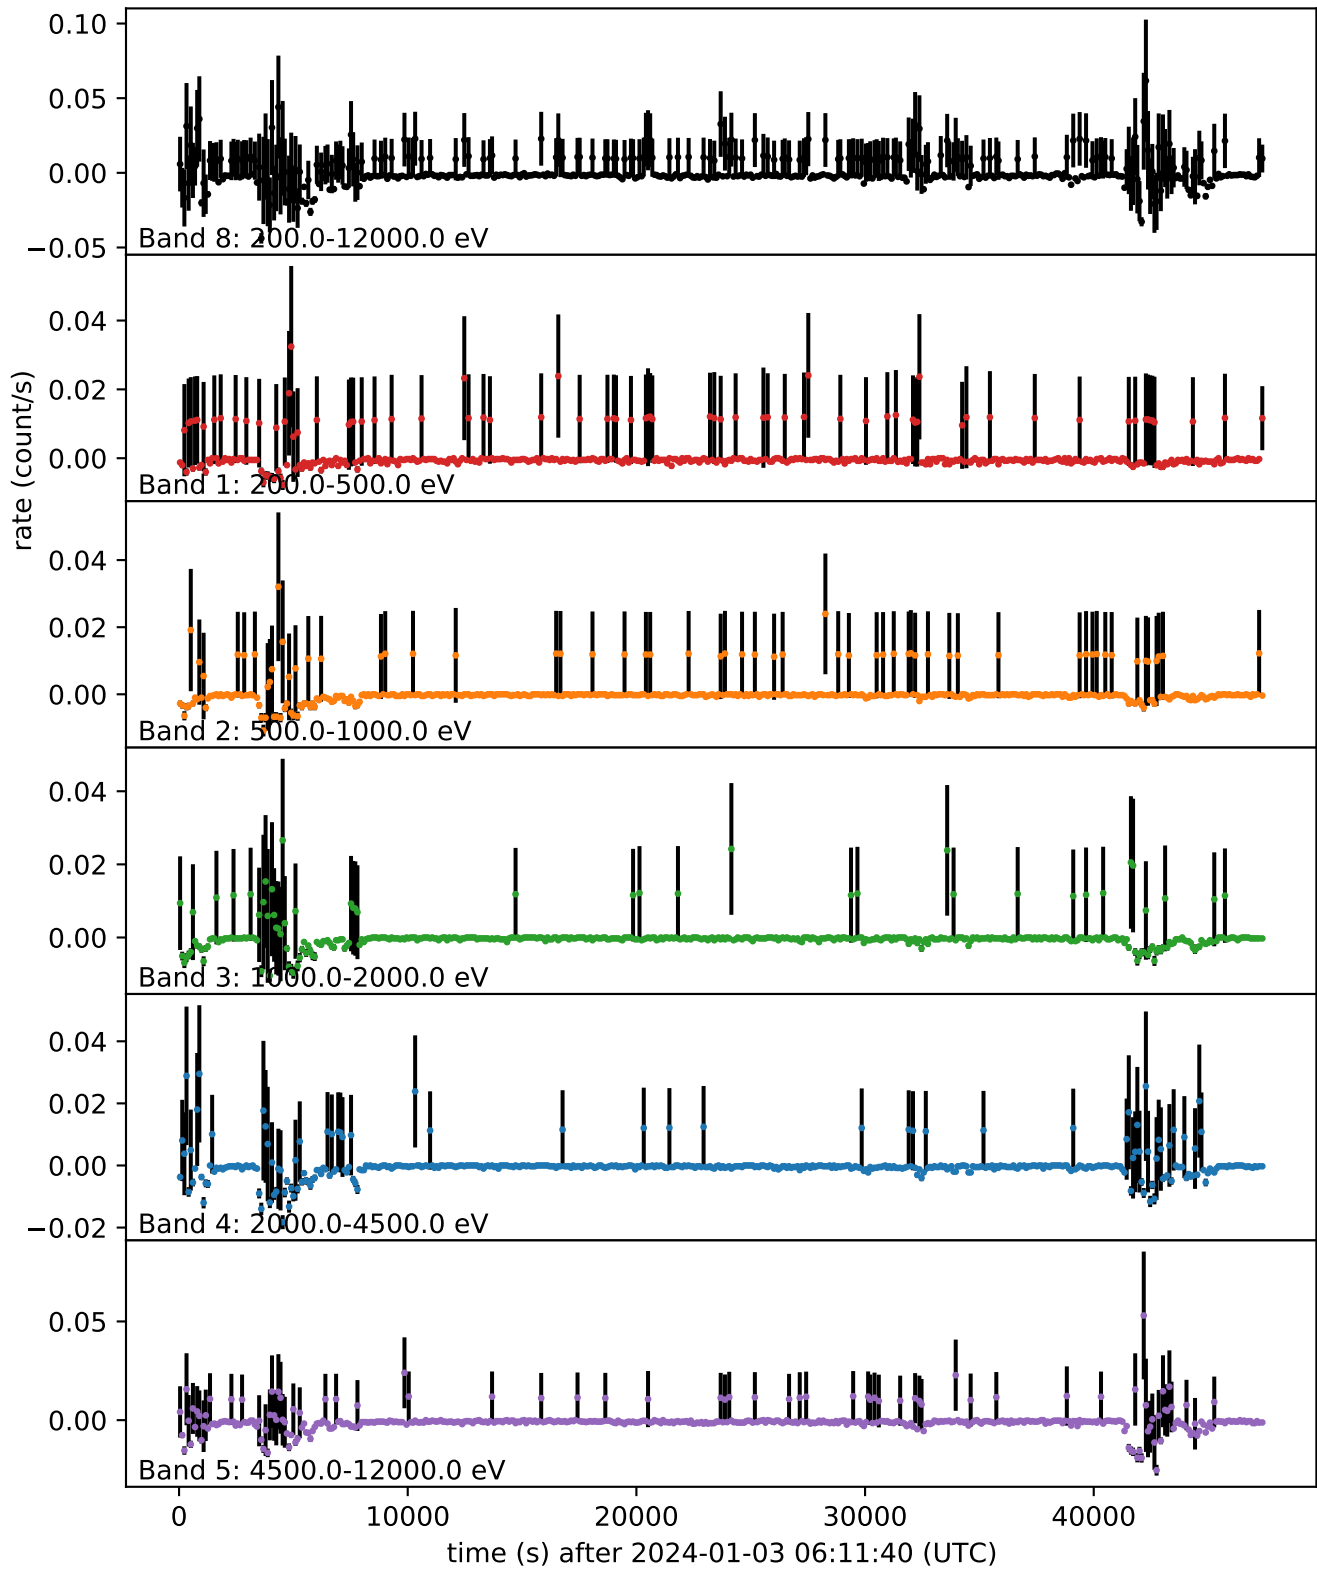 0.10
0.05
0.00
−0.05
Band 8: 200.0-12000.0 eV
0.04
0.02
0.00
Band 1: 200.0-500.0 eV
rate (count/s)
0.04
0.02
0.00
Band 2: 500.0-1000.0 eV
0.04
0.02
0.00
Band 3: 1000.0-2000.0 eV
0.04
0.02
0.00
−0.02
Band 4: 2000.0-4500.0 eV
0.05
0.00
Band 5: 4500.0-12000.0 eV
0 10000 20000 30000 40000
time (s) after 2024-01-03 06:11:40 (UTC)